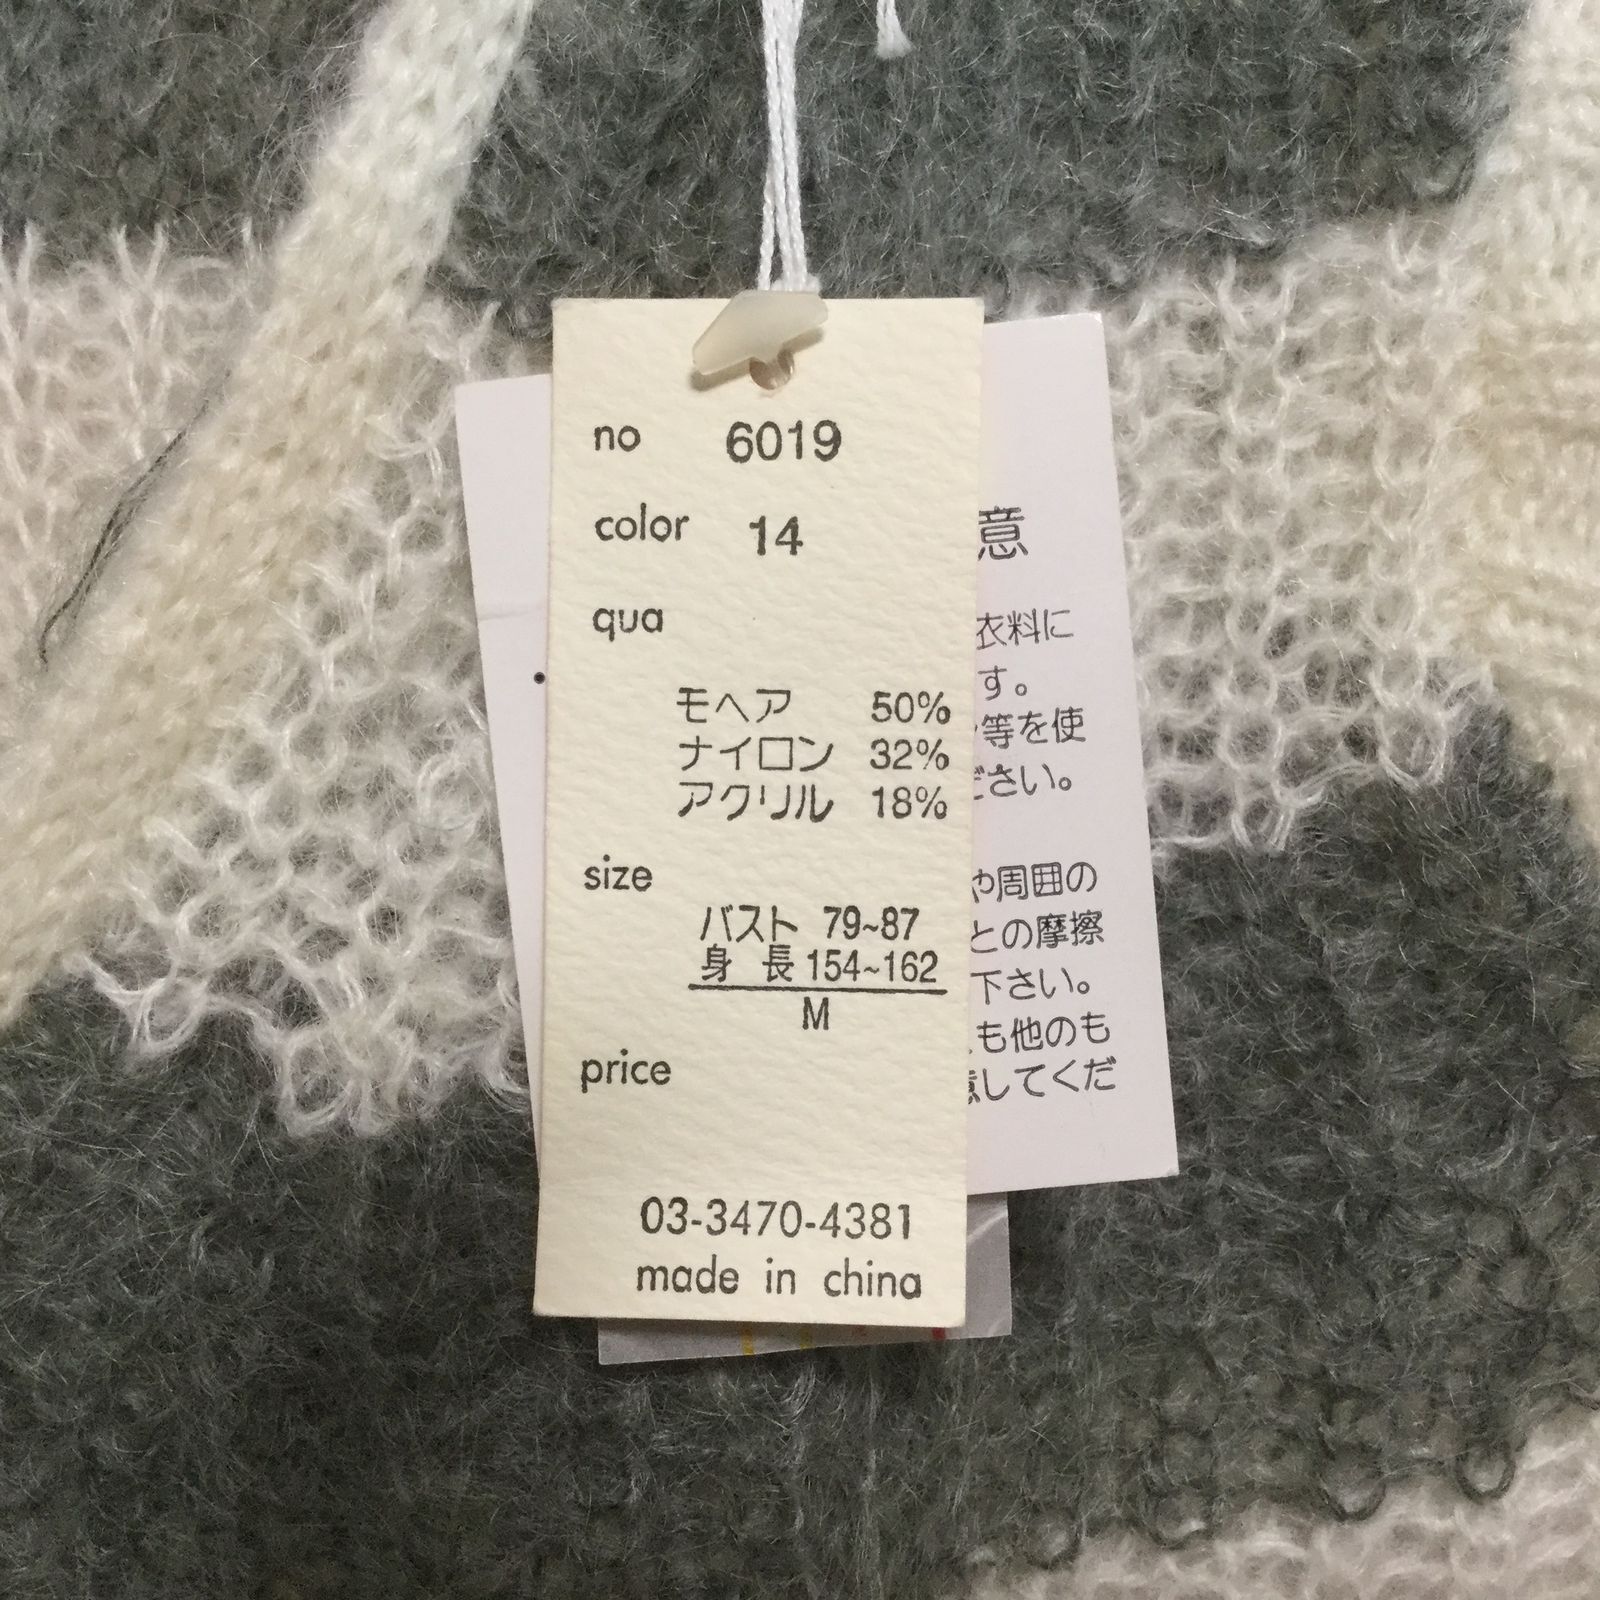 no 6019
color 14
qua
モヘア 50%
ナイロン 32%
アクリル 18%
size
バスト 79~87
身 長 154~162
M
price
03-3470-4381
made in china
意
衣料に
す。
等を使
ださい。
や周囲の
との摩擦
下さい。
も他のも
意してくだ